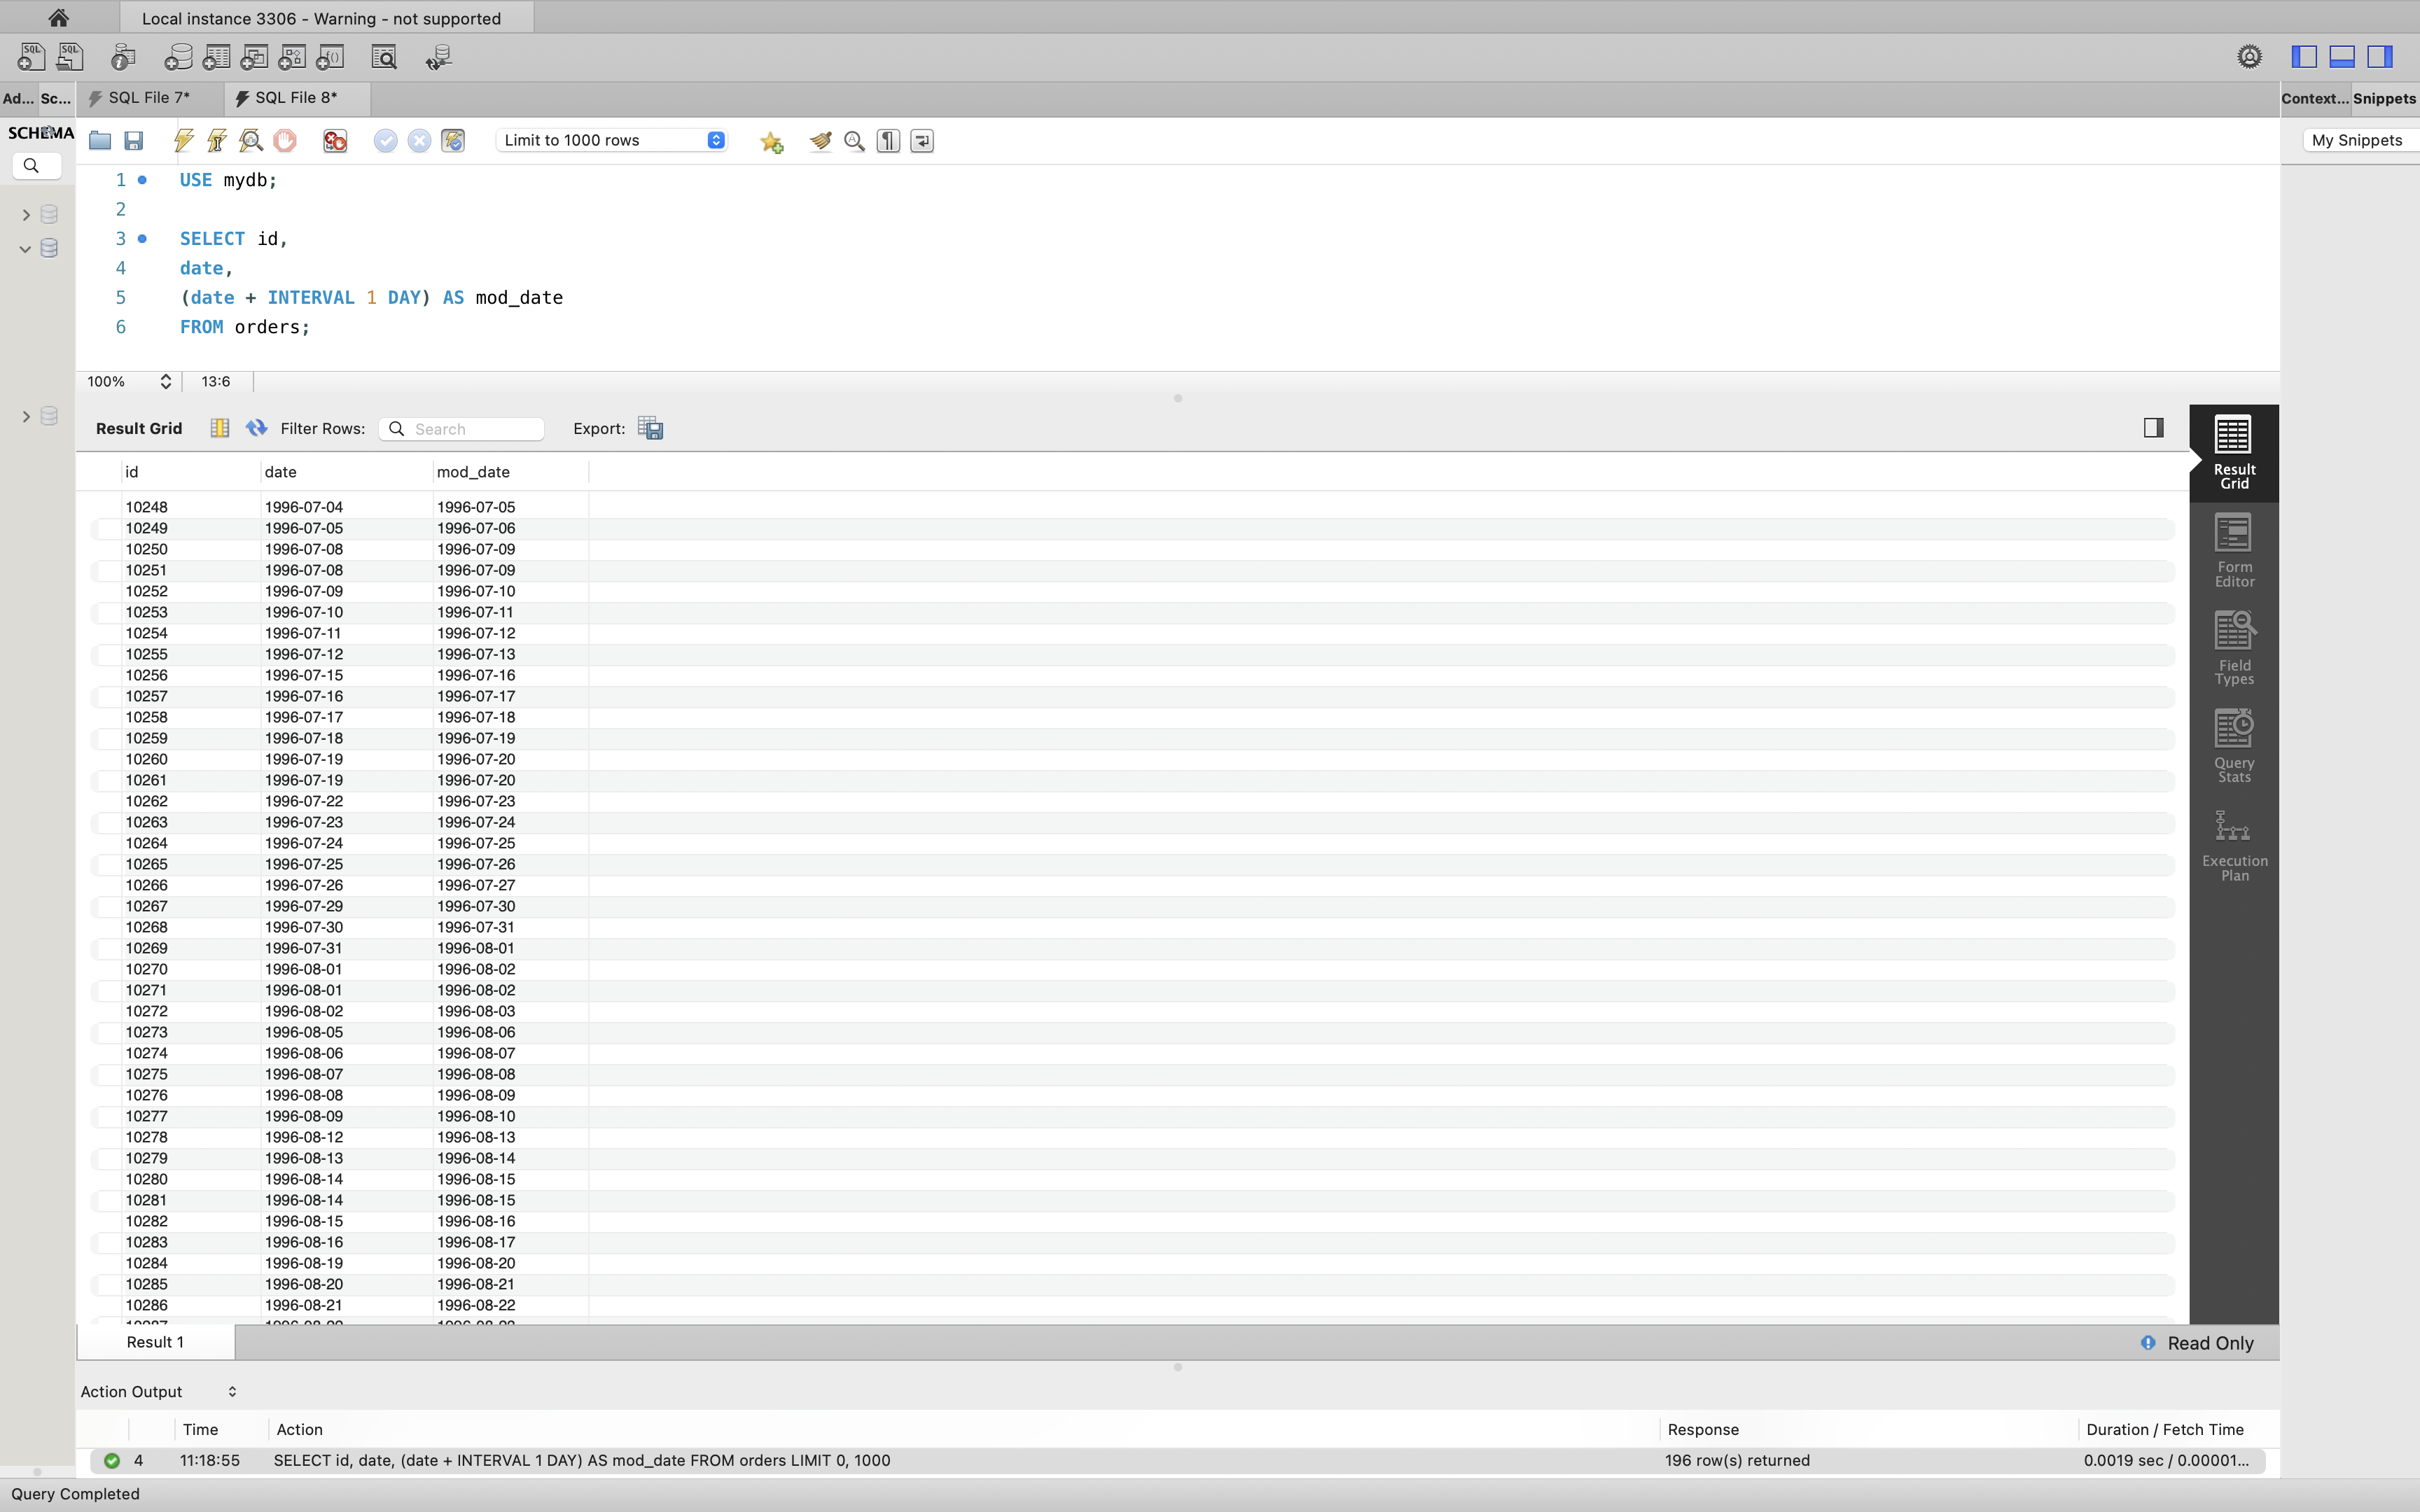 Local instance 3306 - Warning - not supported
Ad... Sc... SQL File 7* SQL File 8* Context... Snippets
SCHEMA Limit to 1000 rows My Snippets
1 USE mydb;
2
3 SELECT id,
4 date,
5 (date + INTERVAL 1 DAY) AS mod_date
6 FROM orders;
100% 13:6
Result Grid Filter Rows: Search Export:
id date mod_date
10248 1996-07-04 1996-07-05
10249 1996-07-05 1996-07-06
10250 1996-07-08 1996-07-09
10251 1996-07-08 1996-07-09
10252 1996-07-09 1996-07-10
10253 1996-07-10 1996-07-11
10254 1996-07-11 1996-07-12
10255 1996-07-12 1996-07-13
10256 1996-07-15 1996-07-16
10257 1996-07-16 1996-07-17
10258 1996-07-17 1996-07-18
10259 1996-07-18 1996-07-19
10260 1996-07-19 1996-07-20
10261 1996-07-19 1996-07-20
10262 1996-07-22 1996-07-23
10263 1996-07-23 1996-07-24
10264 1996-07-24 1996-07-25
10265 1996-07-25 1996-07-26
10266 1996-07-26 1996-07-27
10267 1996-07-29 1996-07-30
10268 1996-07-30 1996-07-31
10269 1996-07-31 1996-08-01
10270 1996-08-01 1996-08-02
10271 1996-08-01 1996-08-02
10272 1996-08-02 1996-08-03
10273 1996-08-05 1996-08-06
10274 1996-08-06 1996-08-07
10275 1996-08-07 1996-08-08
10276 1996-08-08 1996-08-09
10277 1996-08-09 1996-08-10
10278 1996-08-12 1996-08-13
10279 1996-08-13 1996-08-14
10280 1996-08-14 1996-08-15
10281 1996-08-14 1996-08-15
10282 1996-08-15 1996-08-16
10283 1996-08-16 1996-08-17
10284 1996-08-19 1996-08-20
10285 1996-08-20 1996-08-21
10286 1996-08-21 1996-08-22
Result
Grid
Form
Editor
Field
Types
Query
Stats
Execution
Plan
Result 1 Read Only
Action Output
Time Action Response Duration / Fetch Time
4 11:18:55 SELECT id, date, (date + INTERVAL 1 DAY) AS mod_date FROM orders LIMIT 0, 1000 196 row(s) returned 0.0019 sec / 0.00001...
Query Completed